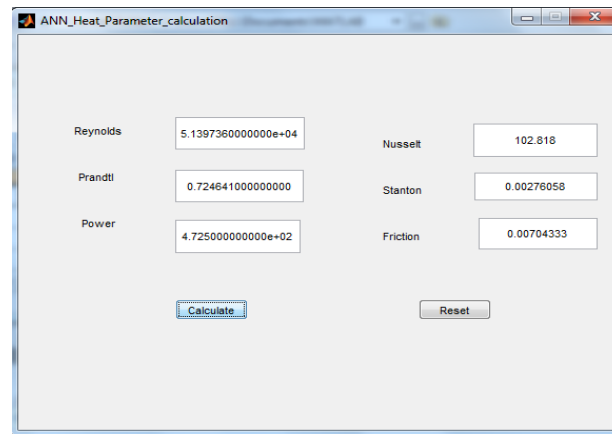 ANN_Heat_Parameter_calculation
Reynolds 5.1397360000000e+04
Nusselt 102.818
Prandtl 0.724641000000000
Stanton 0.00276058
Power 4.725000000000e+02
Friction 0.00704333
Calculate Reset